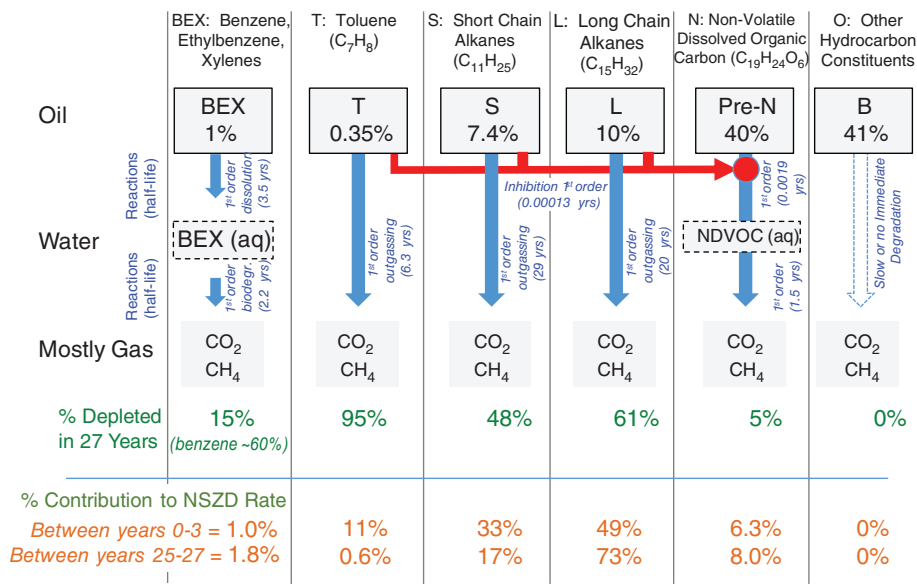 BEX: Benzene,
Ethylbenzene,
Xylenes
T: Toluene
(C7H8)
S: Short Chain
Alkanes
(C11H25)
L: Long Chain
Alkanes
(C15H32)
N: Non-Volatile
Dissolved Organic
Carbon (C19H24O6)
O: Other
Hydrocarbon
Constituents
Oil
BEX
1%
T
0.35%
S
7.4%
L
10%
Pre-N
40%
B
41%
Reactions
(half-life)
1st order
dissolution
(3.5 yrs)
Inhibition 1st order
(0.00013 yrs)
1st order
(0.0019
yrs)
Water
BEX (aq)
NDVOC (aq)
Reactions
(half-life)
1st order
biodegr.
(2.2 yrs)
1st order
outgassing
(6.3 yrs)
1st order
outgassing
(29 yrs)
1st order
outgassing
(20 yrs)
1st order
(1.5 yrs)
Slow or no Immediate
Degradation
Mostly Gas
CO2
CH4
CO2
CH4
CO2
CH4
CO2
CH4
CO2
CH4
CO2
CH4
% Depleted
in 27 Years
15%
(benzene ~60%)
95%
48%
61%
5%
0%
% Contribution to NSZD Rate
Between years 0-3 = 1.0%
11%
33%
49%
6.3%
0%
Between years 25-27 = 1.8%
0.6%
17%
73%
8.0%
0%